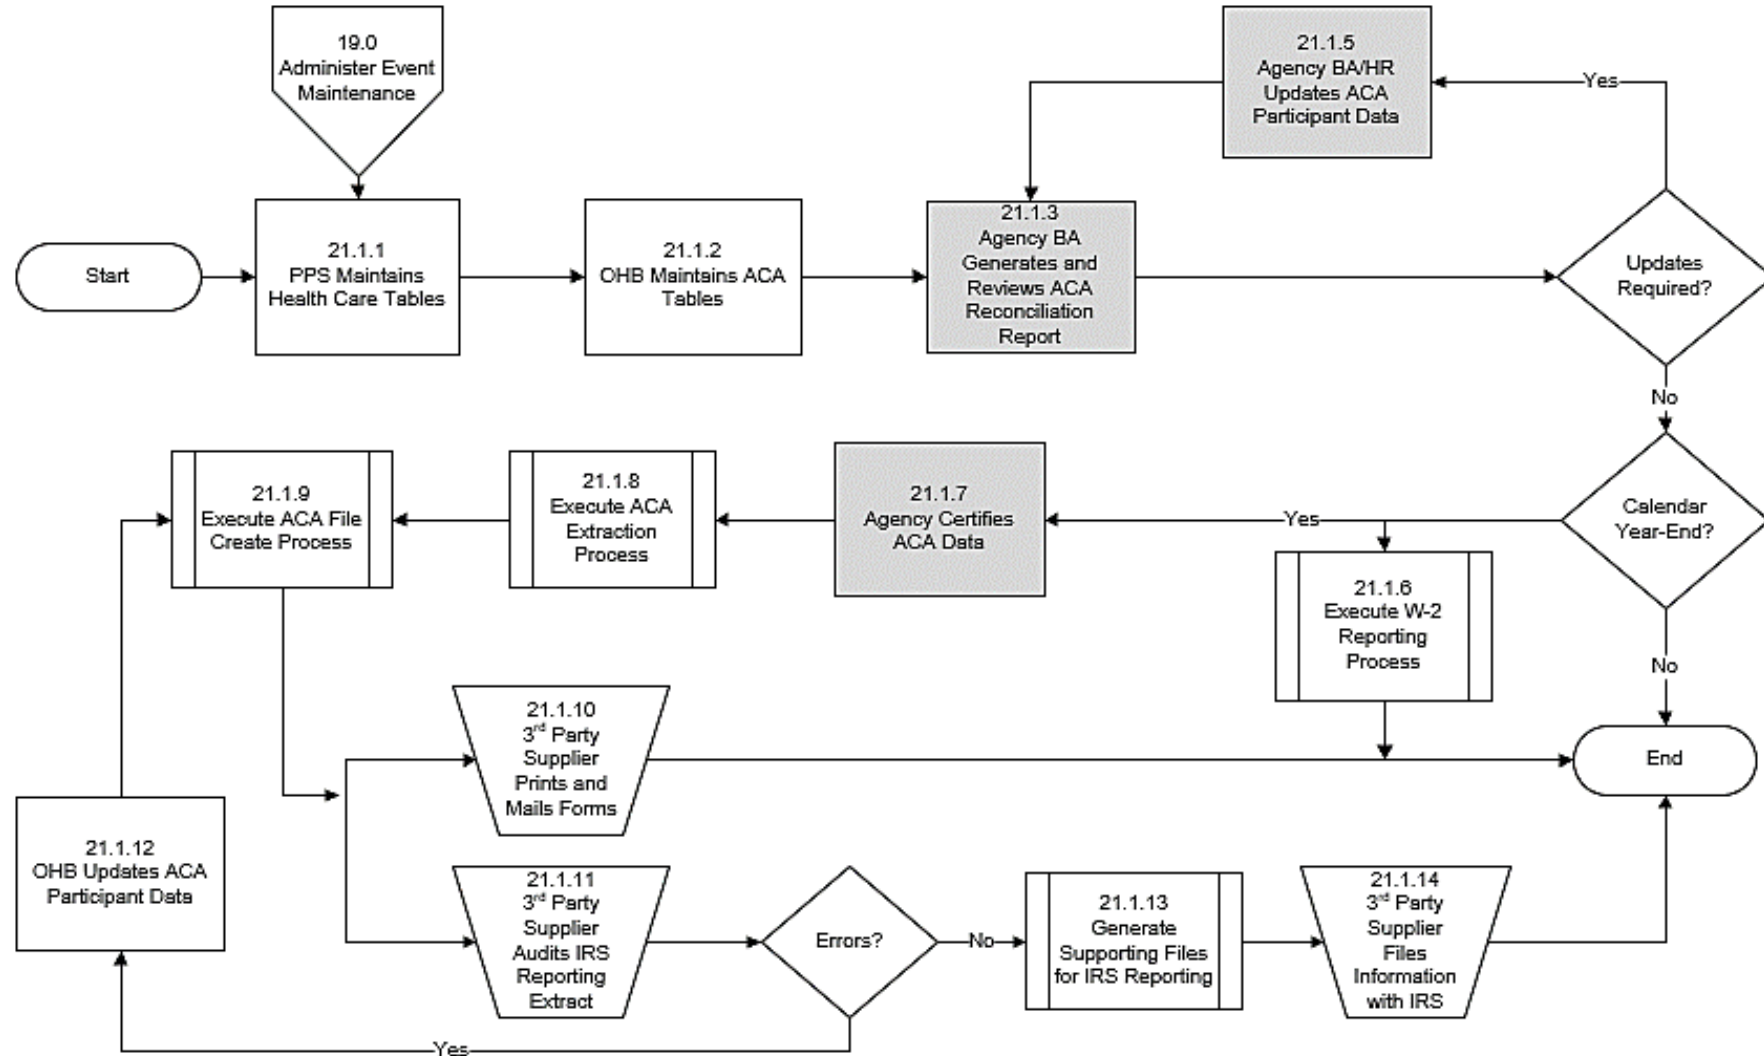 19.0
Administer Event
Maintenance
21.1.5
Agency BA/HR
Updates ACA
Participant Data
Yes
Start
21.1.1
PPS Maintains
Health Care Tables
21.1.2
OHB Maintains ACA
Tables
21.1.3
Agency BA
Generates and
Reviews ACA
Reconciliation
Report
Updates
Required?
No
21.1.9
Execute ACA File
Create Process
21.1.8
Execute ACA
Extraction
Process
21.1.7
Agency Certifies
ACA Data
Yes
Calendar
Year-End?
21.1.6
Execute W-2
Reporting
Process
No
21.1.10
3rd Party
Supplier
Prints and
Mails Forms
End
21.1.12
OHB Updates ACA
Participant Data
21.1.11
3rd Party
Supplier
Audits IRS
Reporting
Extract
Errors?
No
21.1.13
Generate
Supporting Files
for IRS Reporting
21.1.14
3rd Party
Supplier
Files
Information
with IRS
Yes